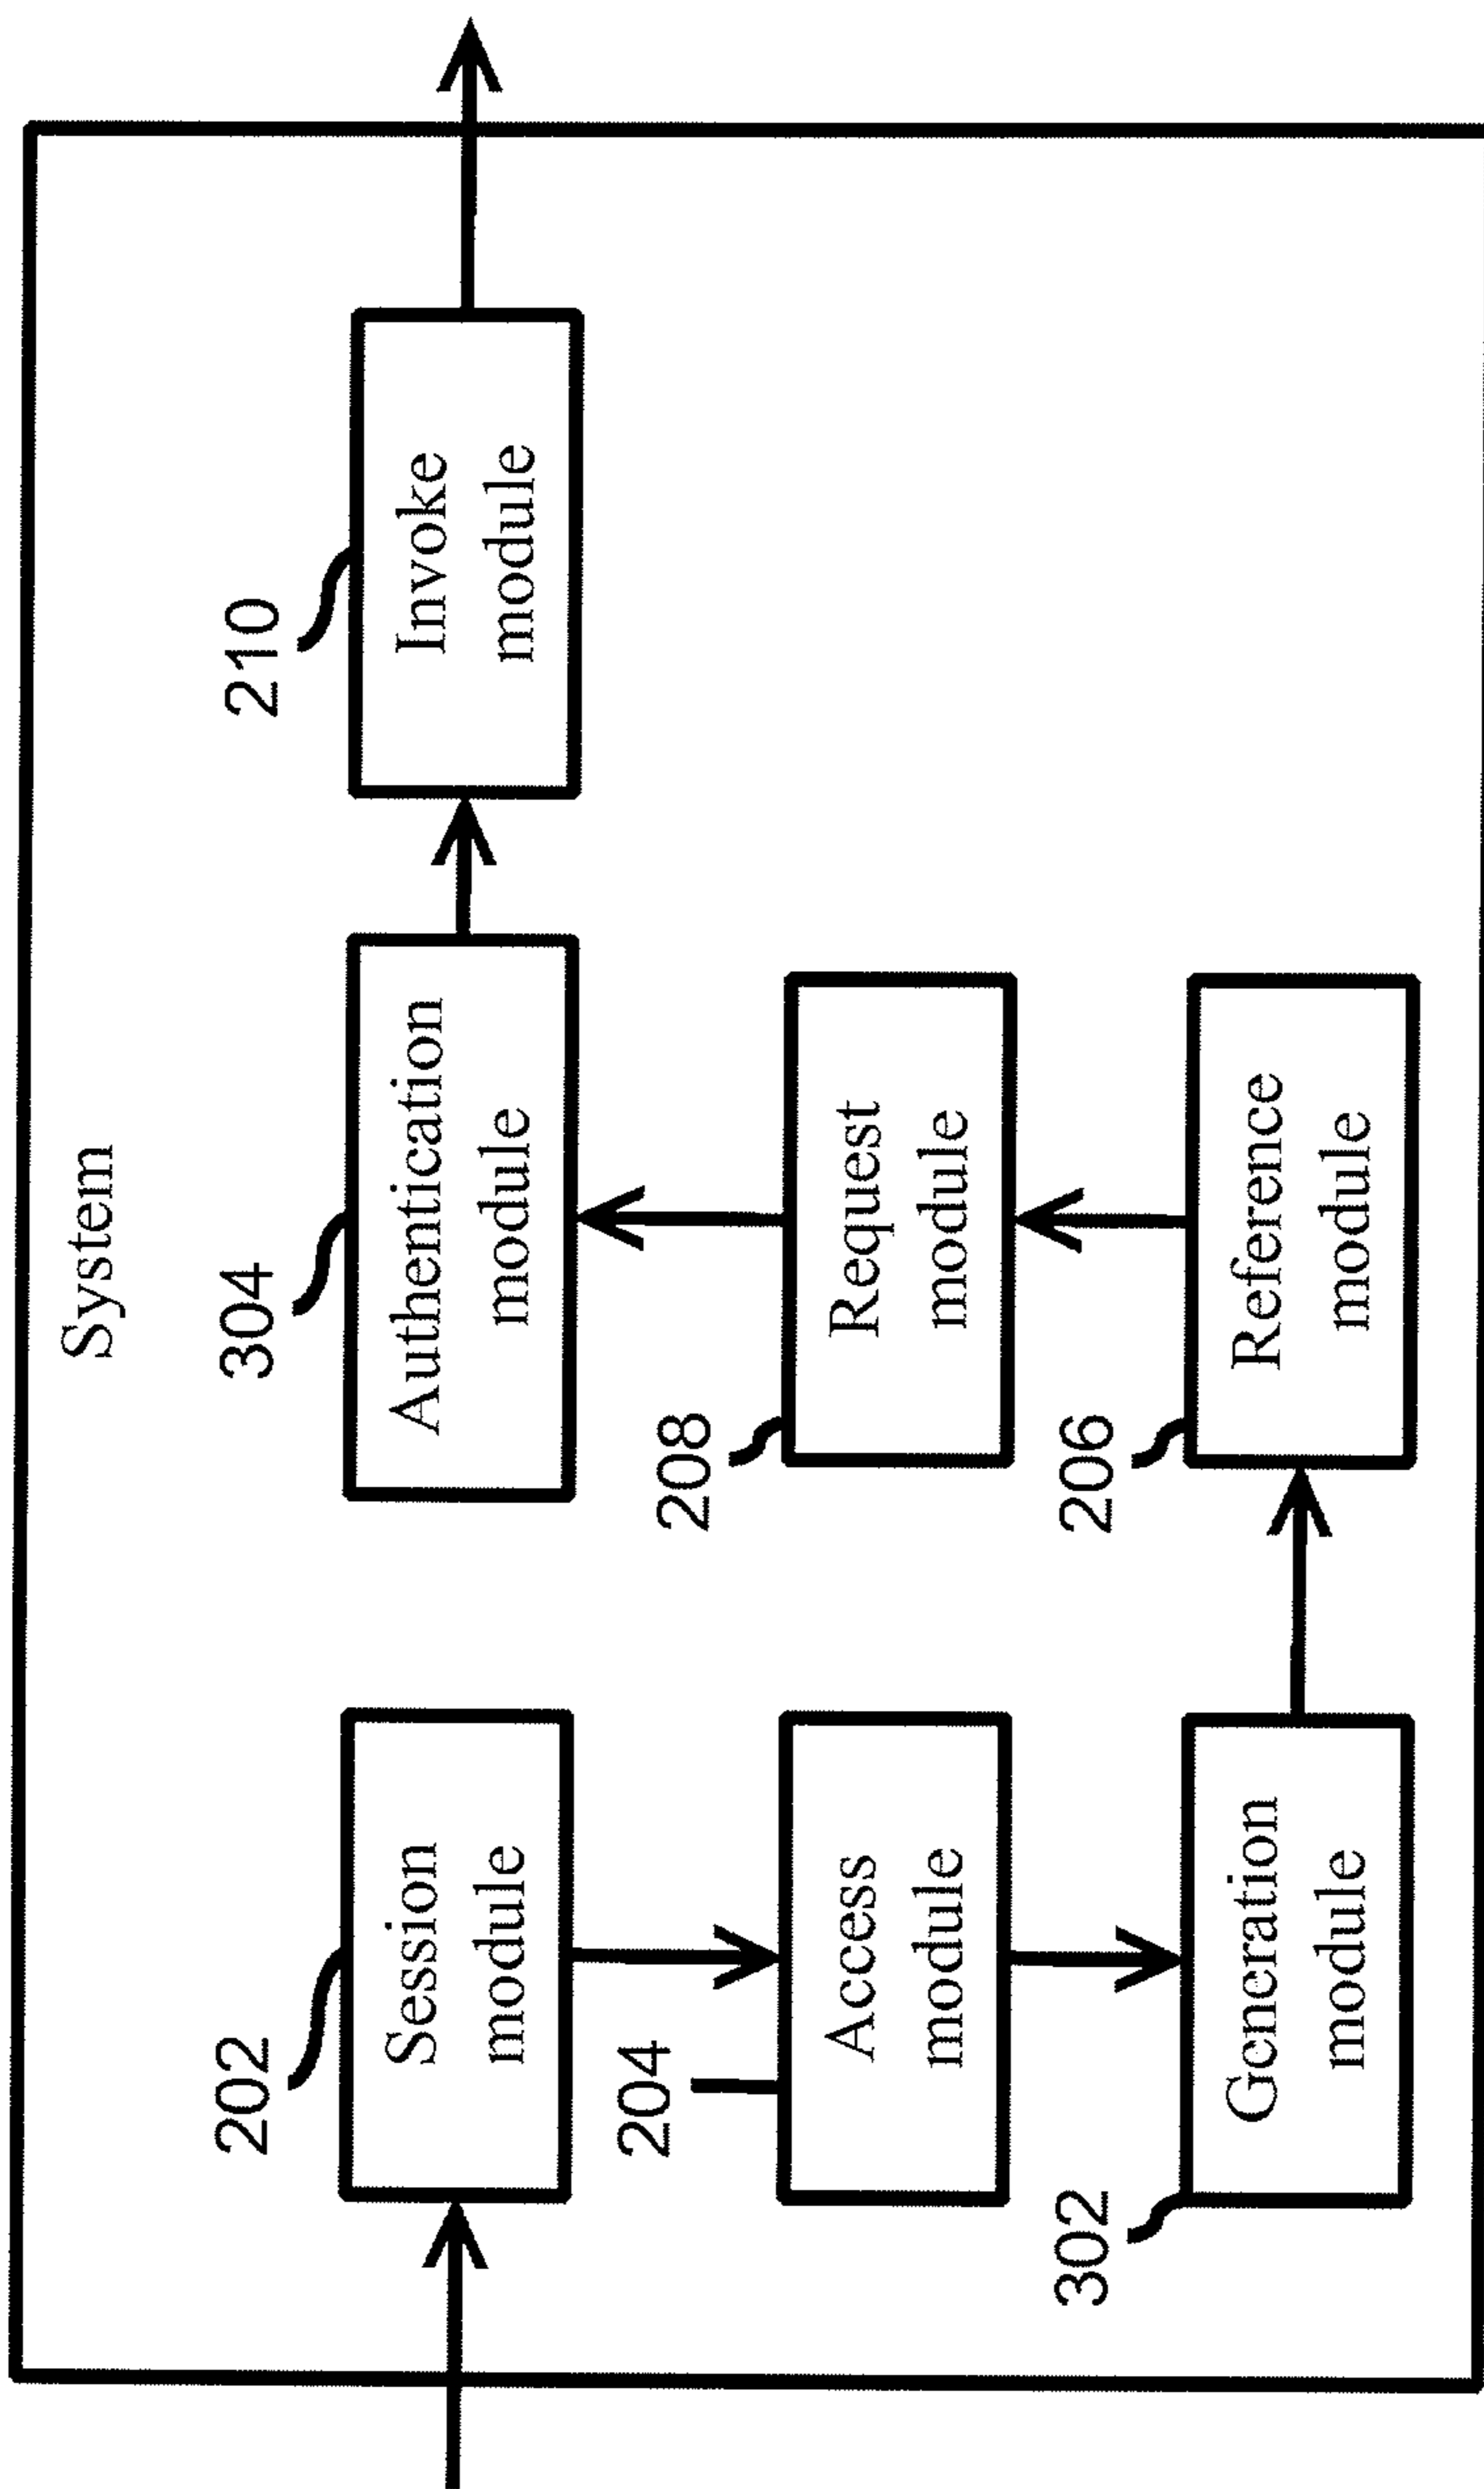 System
202
Session
module
204
Access
module
302
Generation
module
304
Authentication
module
208
Request
module
206
Reference
module
210
Invoke
module